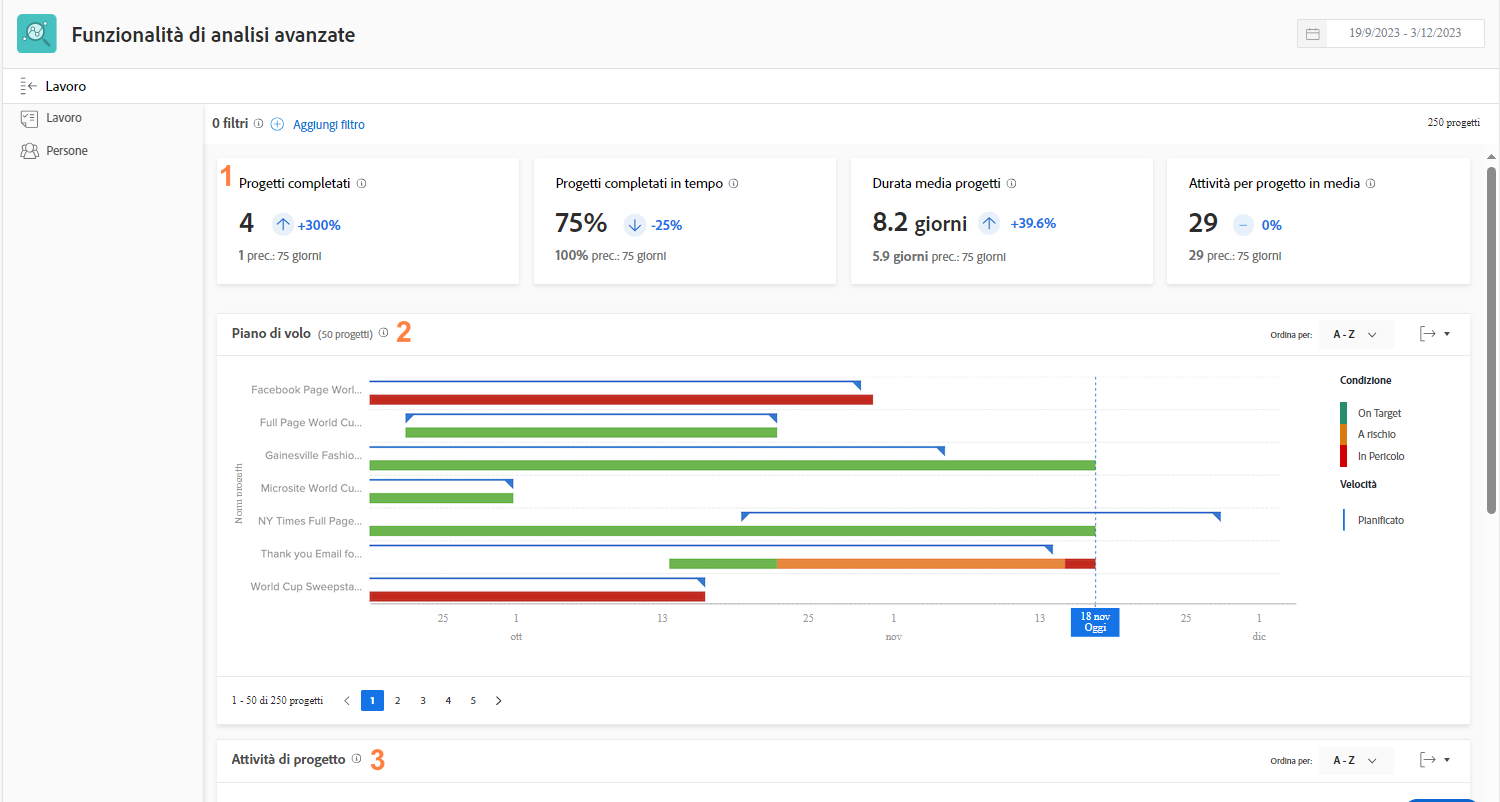 Funzionalità di analisi avanzate
19/9/2023 - 3/12/2023
Lavoro
Lavoro
Persone
0 filtri Aggiungi filtro
250 progetti
1
Progetti completati
4 +300%
1 prec.: 75 giorni
Progetti completati in tempo
75% -25%
100% prec.: 75 giorni
Durata media progetti
8.2 giorni +39.6%
5.9 giorni prec.: 75 giorni
Attività per progetto in media
29 0%
29 prec.: 75 giorni
Piano di volo (50 progetti) 2
Ordina per: A - Z
Nomi progetti
Facebook Page Worl...
Full Page World Cu...
Gainesville Fashio...
Microsite World Cu...
NY Times Full Page...
Thank you Email fo...
World Cup Sweepsta...
25 1 13 25 1 13 18 nov 25 1
ott nov Oggi dic
Condizione
On Target
A rischio
In Pericolo
Velocità
Pianificato
1 - 50 di 250 progetti 1 2 3 4 5
Attività di progetto 3
Ordina per: A - Z